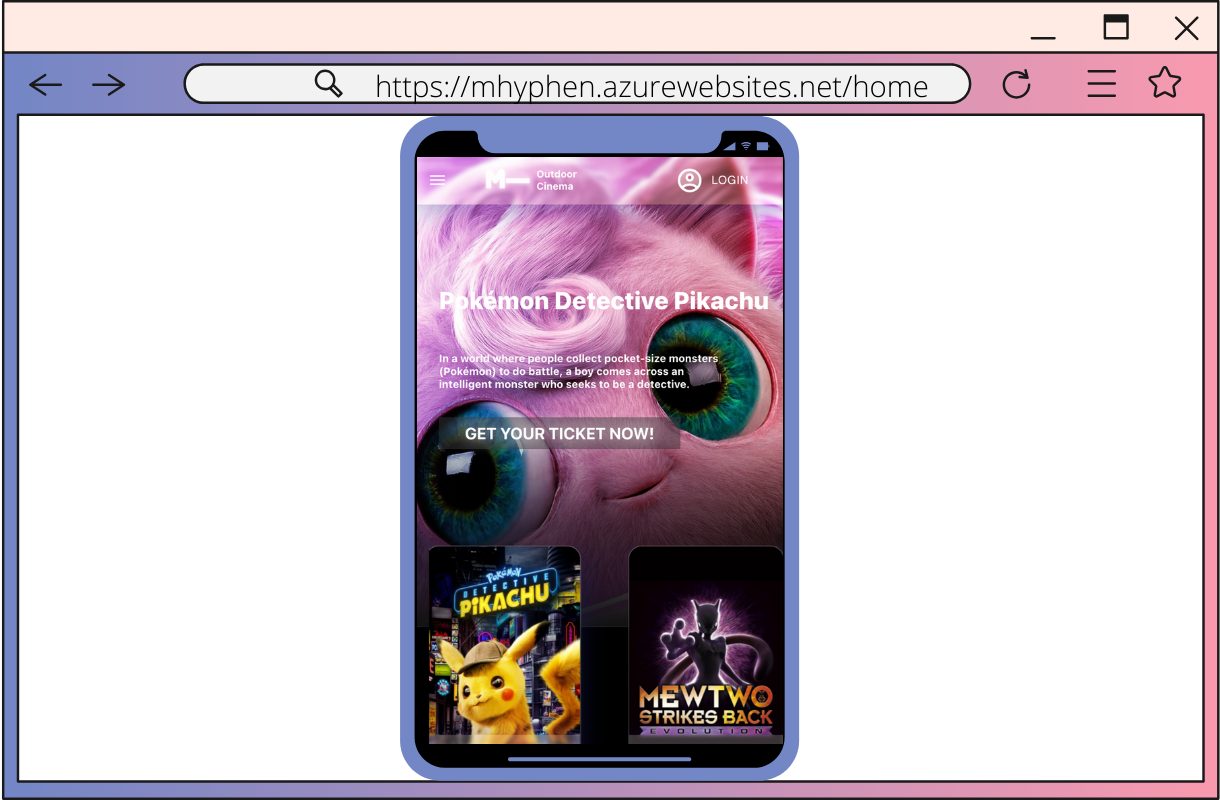 https://mhyphen.azurewebsites.net/home
M—
Outdoor
Cinema
LOGIN
Pokémon Detective Pikachu
In a world where people collect pocket-size monsters
(Pokémon) to do battle, a boy comes across an
intelligent monster who seeks to be a detective.
GET YOUR TICKET NOW!
POKéMON
DETECTIVE
PiKACHU
MEWTWO
STRIKES BACK
EVOLUTION